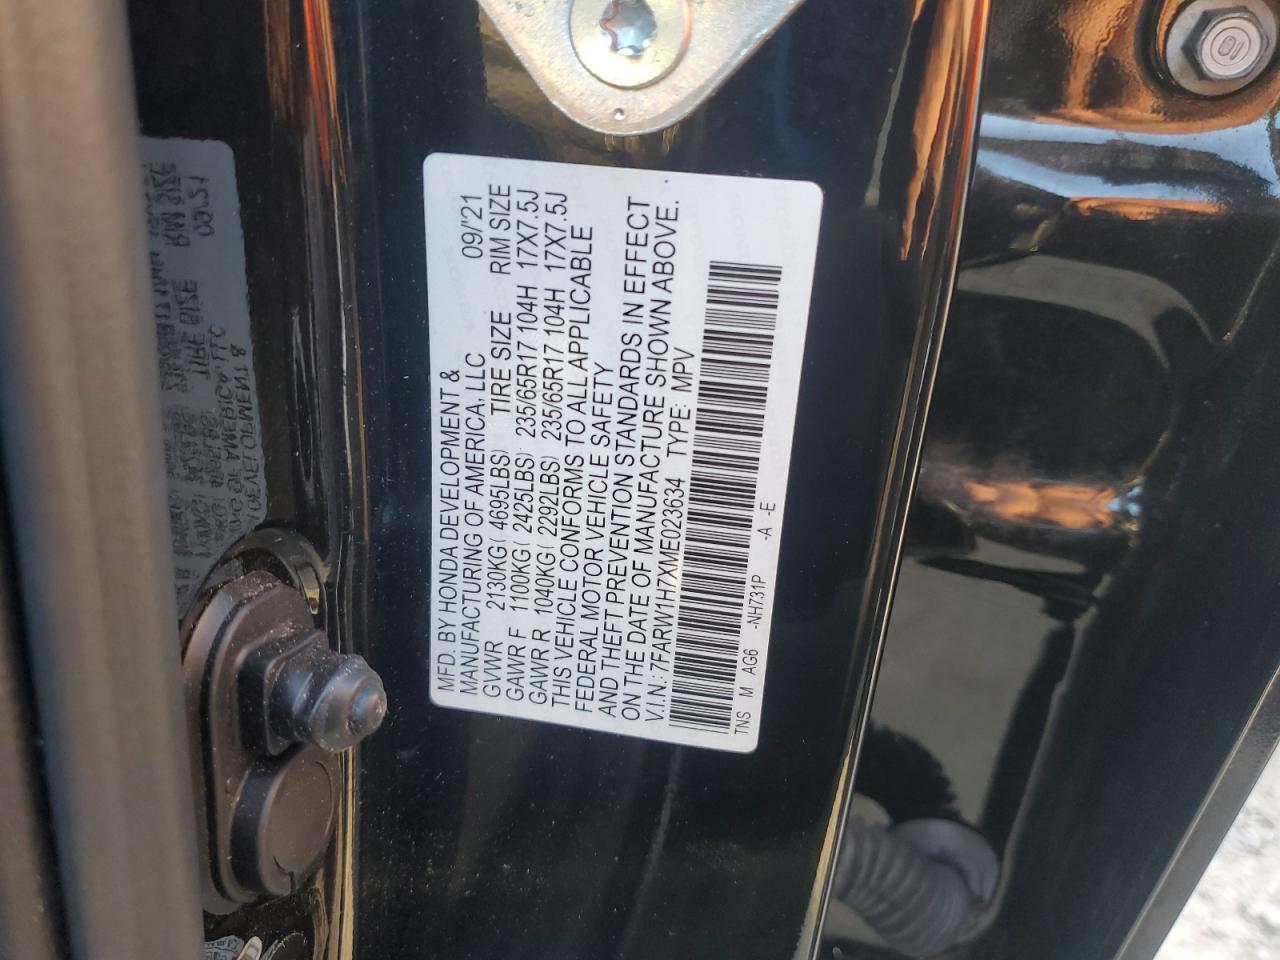 MFD. BY HONDA DEVELOPMENT &
MANUFACTURING OF AMERICA, LLC 09/'21
GVWR 2130KG( 4695LBS) TIRE SIZE RIM SIZE
GAWR F 1100KG( 2425LBS) 235/65R17 104H 17X7.5J
GAWR R 1040KG( 2292LBS) 235/65R17 104H 17X7.5J
THIS VEHICLE CONFORMS TO ALL APPLICABLE
FEDERAL MOTOR VEHICLE SAFETY
AND THEFT PREVENTION STANDARDS IN EFFECT
ON THE DATE OF MANUFACTURE SHOWN ABOVE.
V.I.N.: 7FARW1H7XME023634 TYPE: MPV
TNS M AG6 -NH731P -A -E
10